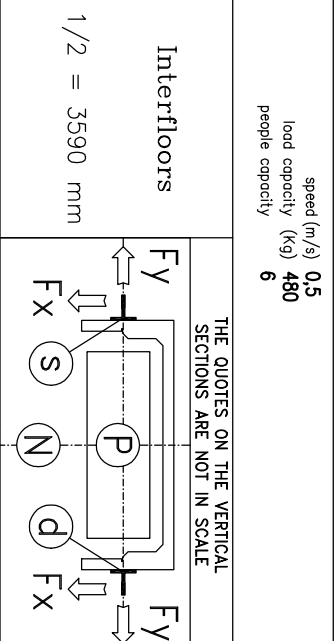 speed (m/s) 0,5
load capacity (Kg) 480
people capacity 6
Interfloors
1/2 = 3590 mm
THE QUOTES ON THE VERTICAL
SECTIONS ARE NOT IN SCALE
Fy
Fy
Fx
Fx
S
P
N
d